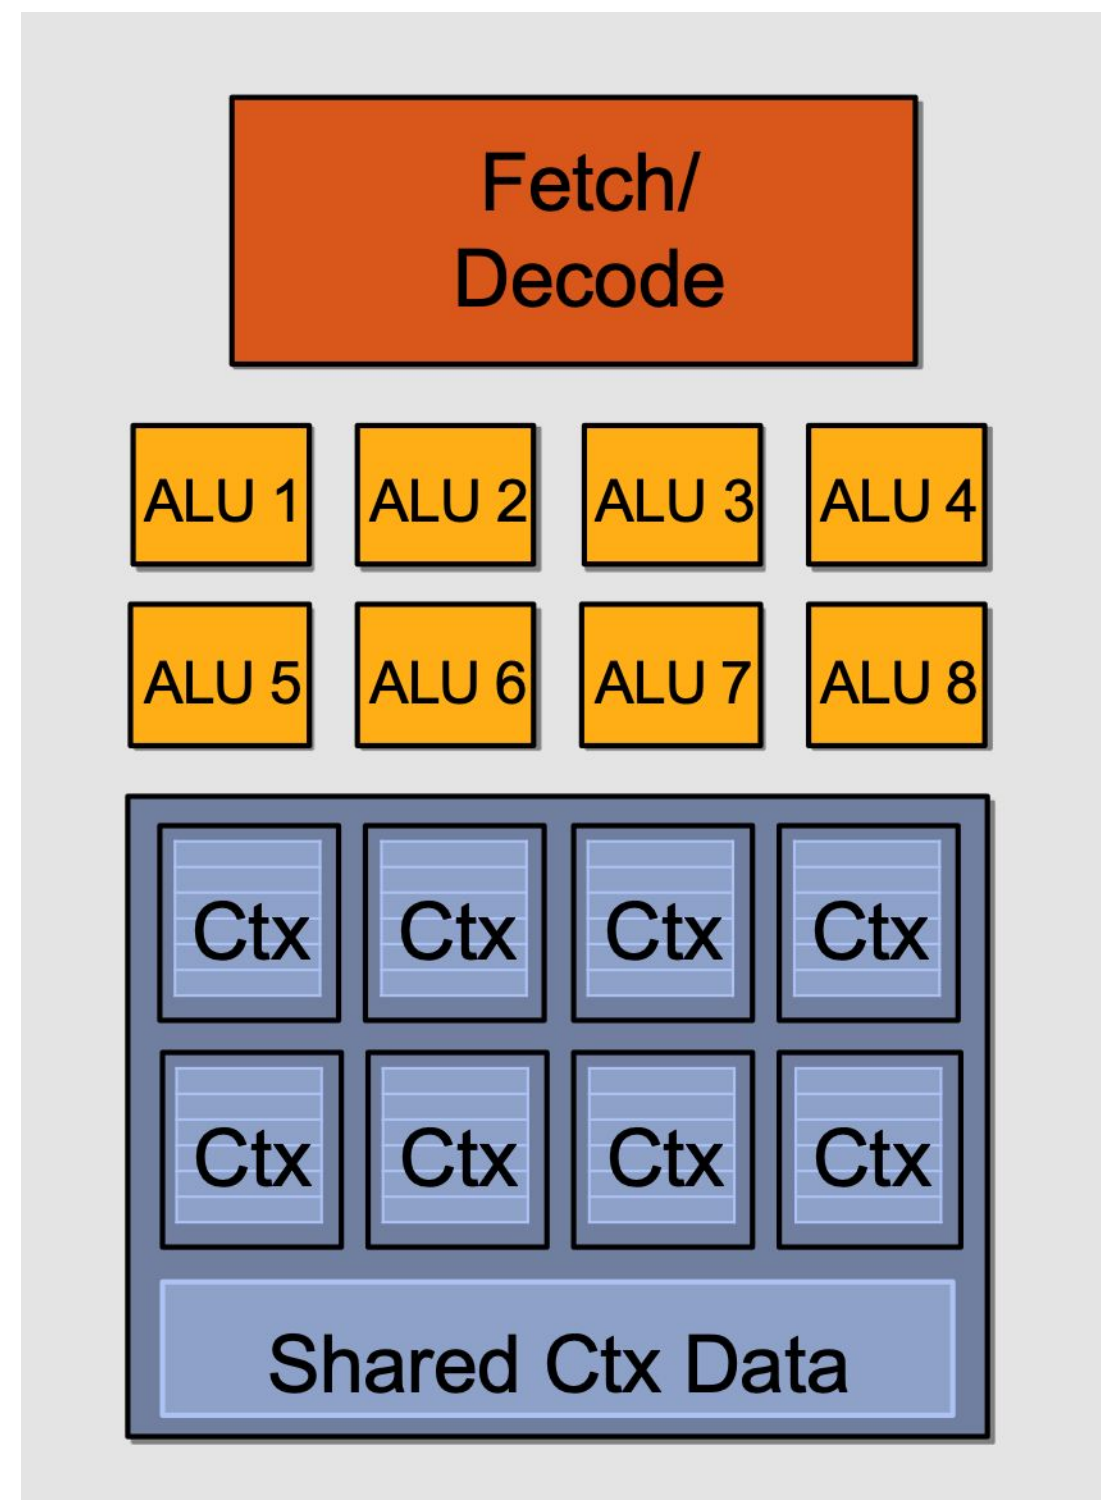 Fetch/
Decode
ALU 1 ALU 2 ALU 3 ALU 4
ALU 5 ALU 6 ALU 7 ALU 8
Ctx Ctx Ctx Ctx
Ctx Ctx Ctx Ctx
Shared Ctx Data